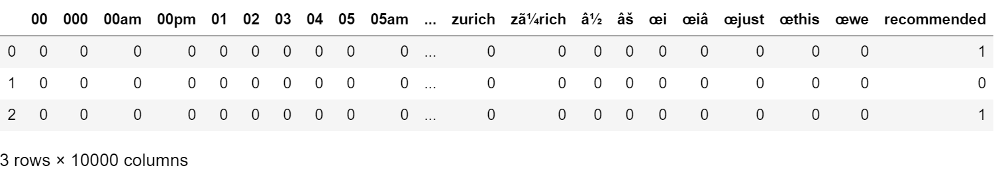 00 000 00am 00pm 01 02 03 04 05 05am ... zurich zã¼rich â½ âš œi œiâ œjust œthis œwe recommended
0 0 0 0 0 0 0 0 0 0 0 ... 0 0 0 0 0 0 0 0 0 1
1 0 0 0 0 0 0 0 0 0 0 ... 0 0 0 0 0 0 0 0 0 0
2 0 0 0 0 0 0 0 0 0 0 ... 0 0 0 0 0 0 0 0 0 1
3 rows × 10000 columns